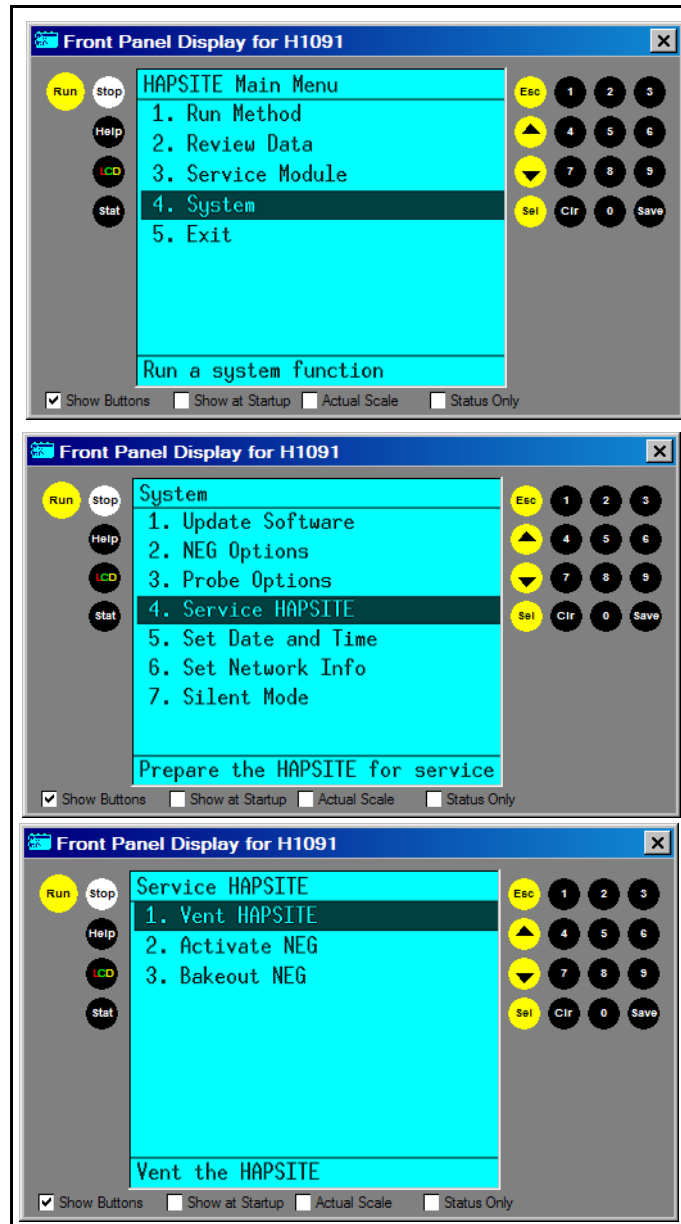 Front Panel Display for H1091
Run Stop Help LCD Stat
HAPSITE Main Menu
1. Run Method
2. Review Data
3. Service Module
4. System
5. Exit
Run a system function
Esc 1 2 3
4 5 6
7 8 9
Sel Clr 0 Save
Show Buttons Show at Startup Actual Scale Status Only
Front Panel Display for H1091
Run Stop Help LCD Stat
System
1. Update Software
2. NEG Options
3. Probe Options
4. Service HAPSITE
5. Set Date and Time
6. Set Network Info
7. Silent Mode
Prepare the HAPSITE for service
Esc 1 2 3
4 5 6
7 8 9
Sel Clr 0 Save
Show Buttons Show at Startup Actual Scale Status Only
Front Panel Display for H1091
Run Stop Help LCD Stat
Service HAPSITE
1. Vent HAPSITE
2. Activate NEG
3. Bakeout NEG
Vent the HAPSITE
Esc 1 2 3
4 5 6
7 8 9
Sel Clr 0 Save
Show Buttons Show at Startup Actual Scale Status Only